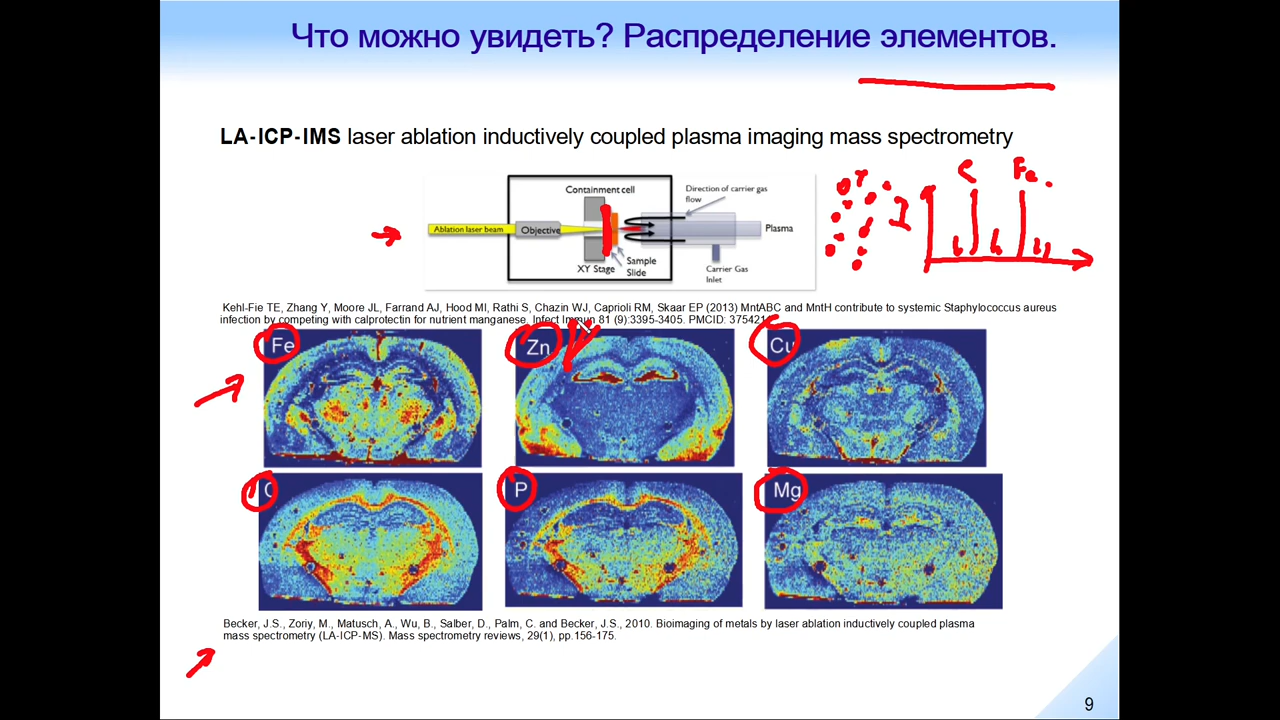 Что можно увидеть? Распределение элементов.
LA-ICP-IMS laser ablation inductively coupled plasma imaging mass spectrometry
Containment cell
Direction of carrier gas
flow
Ablation laser beam
Objective
Plasma
XY Stage
Sample
Slide
Carrier Gas
Inlet
C
Fe
I
Kehl-Fie TE, Zhang Y, Moore JL, Farrand AJ, Hood MI, Rathi S, Chazin WJ, Caprioli RM, Skaar EP (2013) MntABC and MntH contribute to systemic Staphylococcus aureus
infection by competing with calprotectin for nutrient manganese. Infect Immun 81 (9):3395-3405. PMCID:
Fe
Zn
Cu
C
P
Mg
Becker, J.S., Zoriy, M., Matusch, A., Wu, B., Salber, D., Palm, C. and Becker, J.S., 2010. Bioimaging of metals by laser ablation inductively coupled plasma
mass spectrometry (LA-ICP-MS). Mass spectrometry reviews, 29(1), pp.156-175.
9